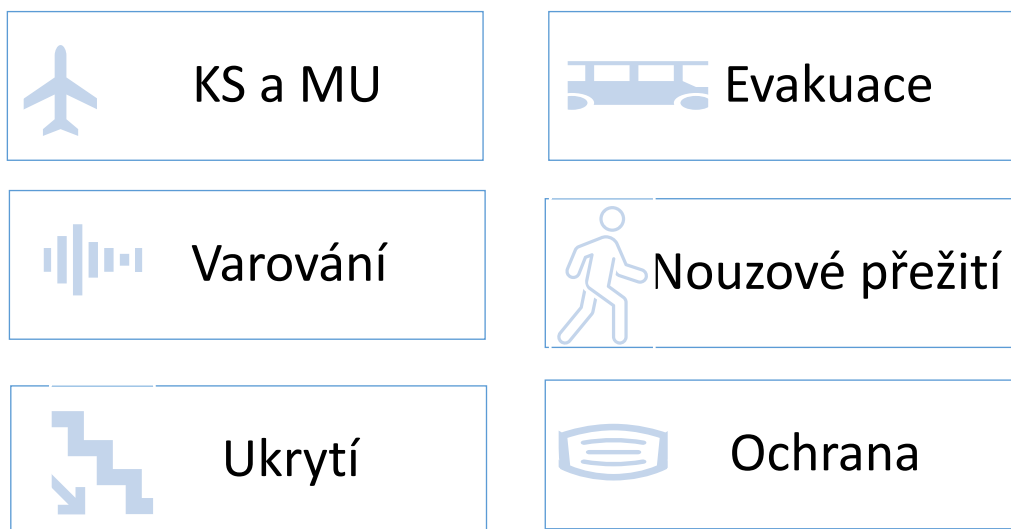 KS a MU
Evakuace
Varování
Nouzové přežití
Ukrytí
Ochrana